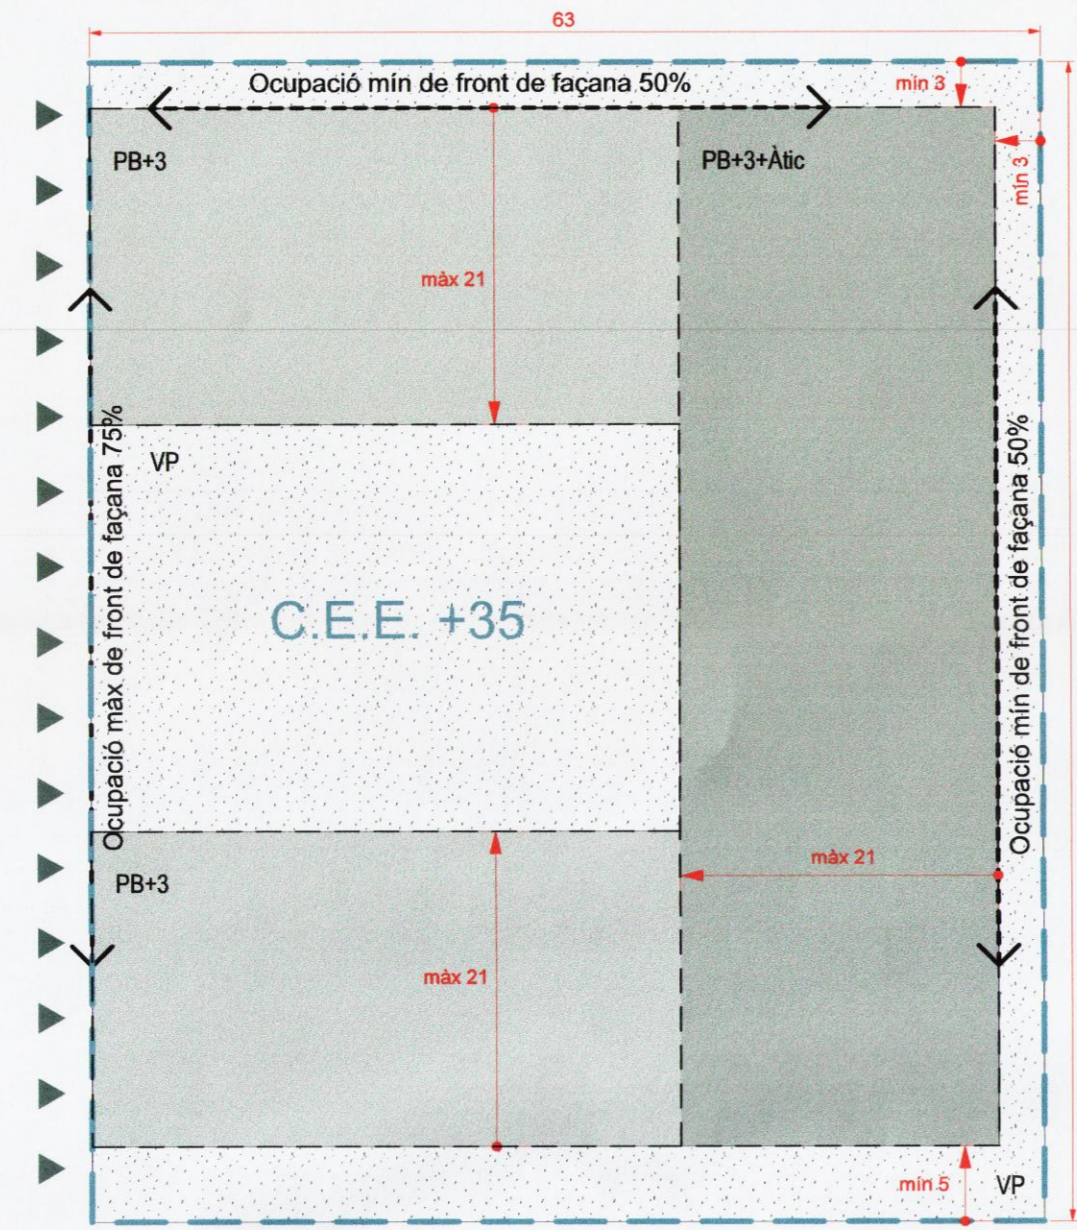 63
Ocupació mín de front de façana 50%
mín 3
PB+3
PB+3+Àtic
mín 3
màx 21
Ocupació màx de front de façana 75%
VP
Ocupació mín de front de façana 50%
C.E.E. +35
màx 21
PB+3
màx 21
mín 5
VP